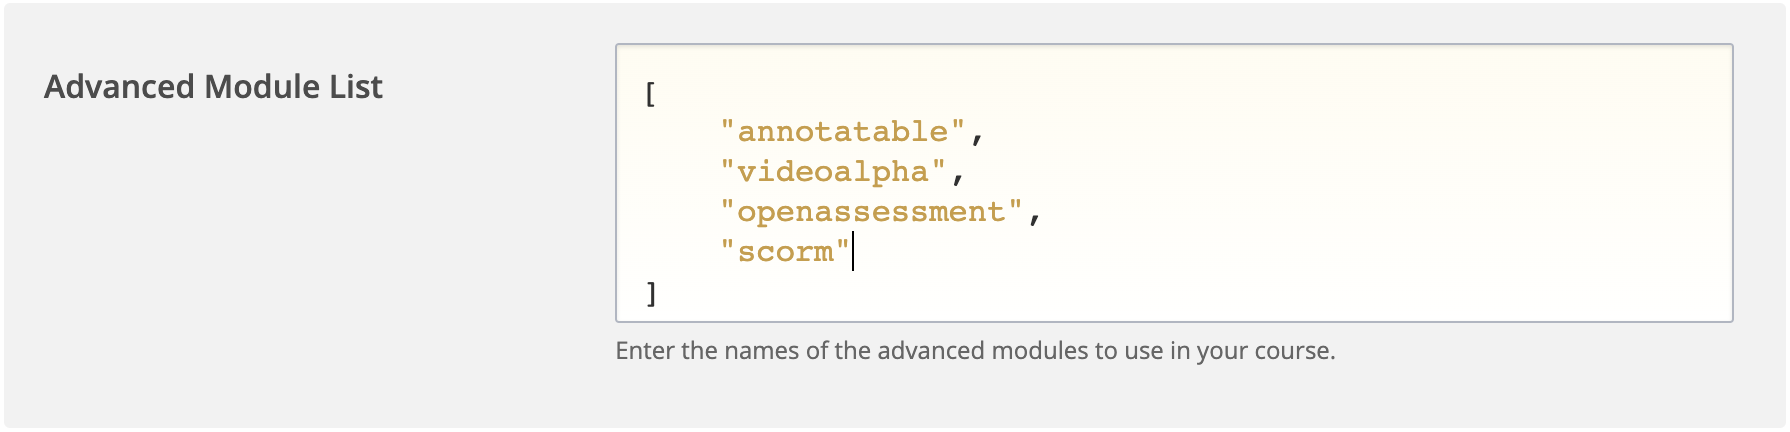 Advanced Module List
[
"annotatable",
"videoalpha",
"openassessment",
"scorm"
]
Enter the names of the advanced modules to use in your course.